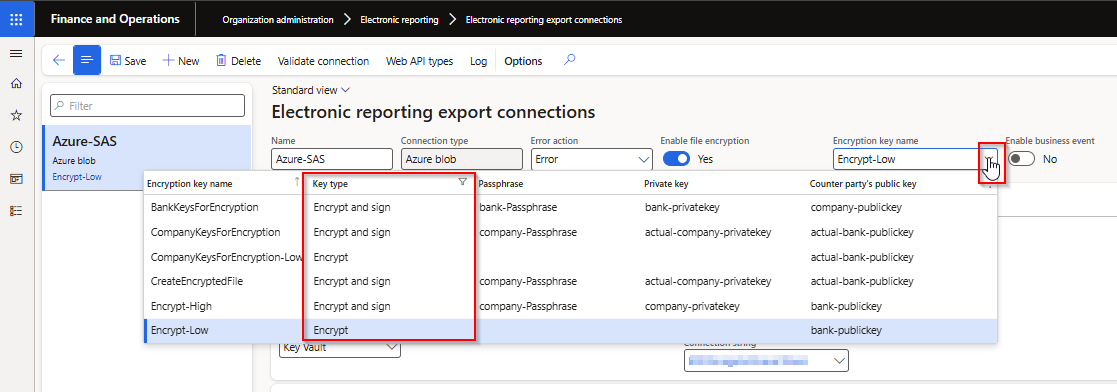 Finance and Operations
Organization administration > Electronic reporting > Electronic reporting export connections
Save + New Delete Validate connection Web API types Log Options
Filter
Azure-SAS
Azure blob
Encrypt-Low
Standard view
Electronic reporting export connections
Name Connection type Error action Enable file encryption Encryption key name Enable business event
Azure-SAS Azure blob Error Yes Encrypt-Low No
Encryption key name Key type Passphrase Private key Counter party's public key
BankKeysForEncryption Encrypt and sign bank-Passphrase bank-privatekey company-publickey
CompanyKeysForEncryption Encrypt and sign company-Passphrase actual-company-privatekey actual-bank-publickey
CompanyKeysForEncryption-Low Encrypt actual-bank-publickey
CreateEncryptedFile Encrypt and sign company-Passphrase actual-company-privatekey actual-bank-publickey
Encrypt-High Encrypt and sign company-Passphrase company-privatekey bank-publickey
Encrypt-Low Encrypt bank-publickey
Connection string
Key Vault